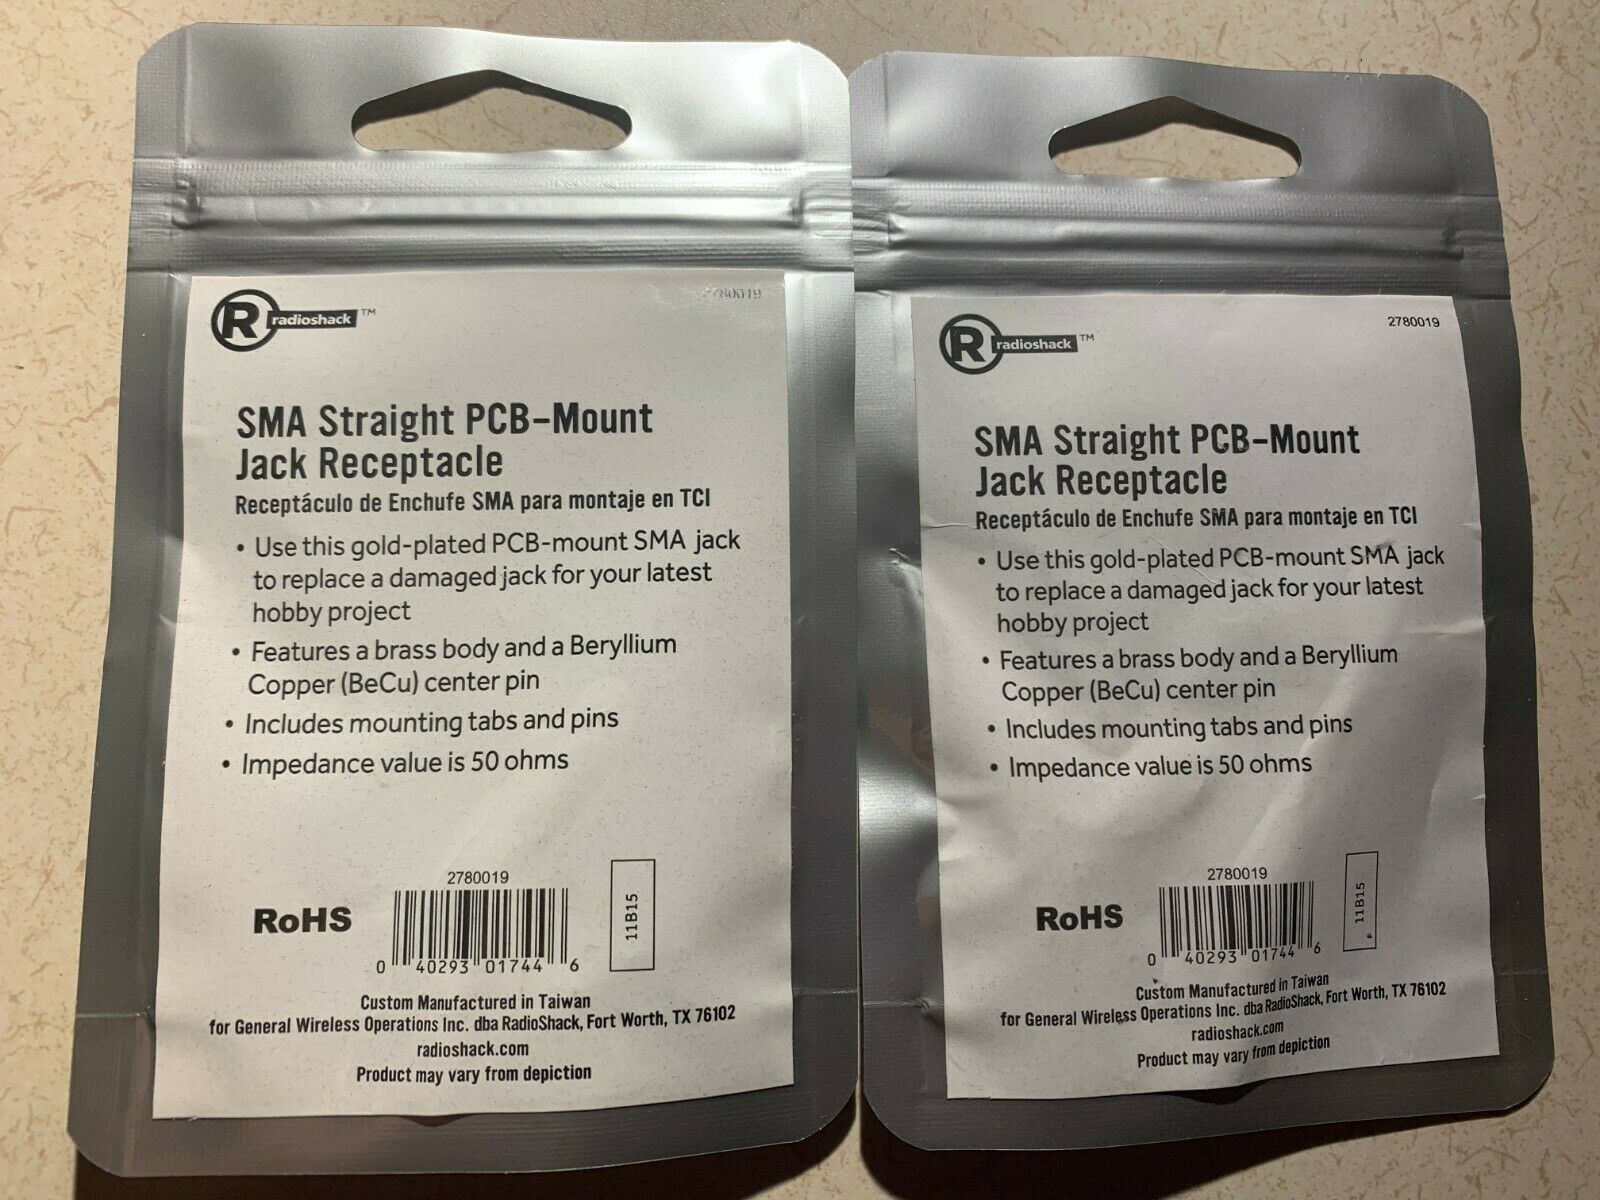 R radioshack™
2780019
SMA Straight PCB-Mount
Jack Receptacle
Receptáculo de Enchufe SMA para montaje en TCI
• Use this gold-plated PCB-mount SMA jack
to replace a damaged jack for your latest
hobby project
• Features a brass body and a Beryllium
Copper (BeCu) center pin
• Includes mounting tabs and pins
• Impedance value is 50 ohms
2780019
RoHS
11B15
0 40293 01744 6
Custom Manufactured in Taiwan
for General Wireless Operations Inc. dba RadioShack, Fort Worth, TX 76102
radioshack.com
Product may vary from depiction
R radioshack™
2780019
SMA Straight PCB-Mount
Jack Receptacle
Receptáculo de Enchufe SMA para montaje en TCI
• Use this gold-plated PCB-mount SMA jack
to replace a damaged jack for your latest
hobby project
• Features a brass body and a Beryllium
Copper (BeCu) center pin
• Includes mounting tabs and pins
• Impedance value is 50 ohms
2780019
RoHS
11B15
0 40293 01744 6
Custom Manufactured in Taiwan
for General Wireless Operations Inc. dba RadioShack, Fort Worth, TX 76102
radioshack.com
Product may vary from depiction